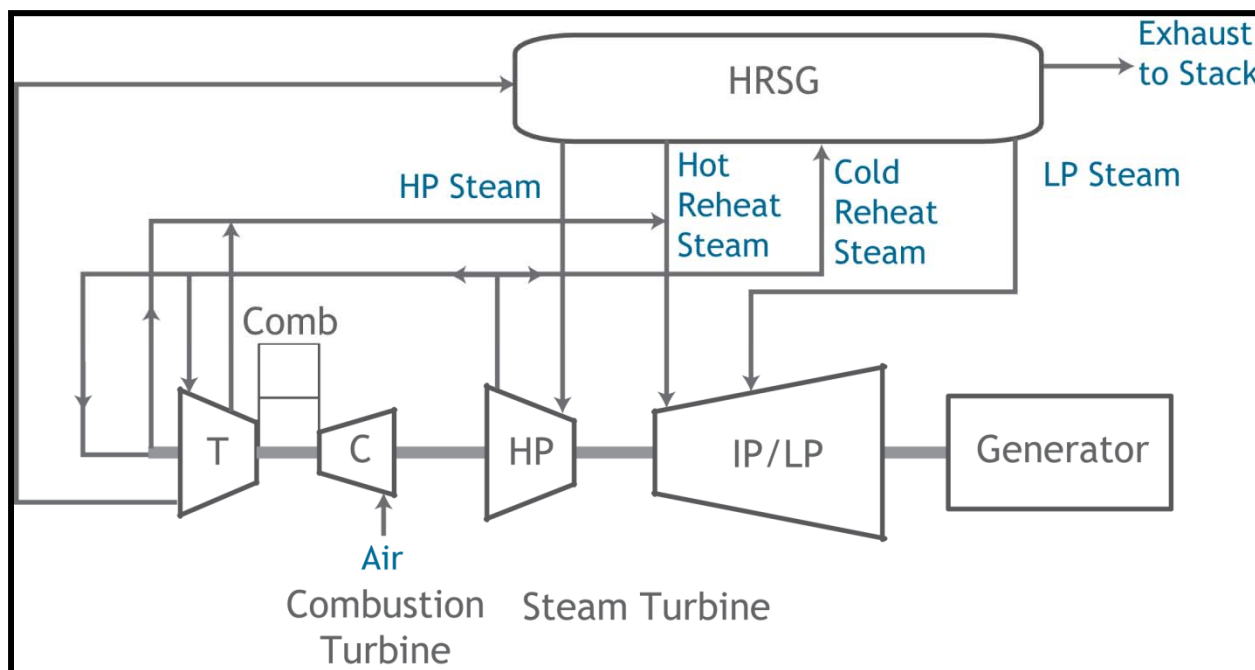 Exhaust
to Stack
HRSG
HP Steam
Hot
Reheat
Steam
Cold
Reheat
Steam
LP Steam
Comb
T
C
HP
IP/LP
Generator
Air
Combustion
Turbine
Steam Turbine